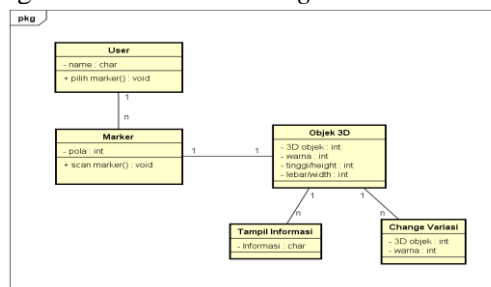 pkg
User
- name : char
+ pilih marker() : void
1
n
Marker
- pola : int
+ scan marker() : void
1
1
Objek 3D
- 3D objek : int
- warna : int
- tinggi/height : int
- lebar/width : int
1
1
n
n
Tampil Informasi
- Informasi : char
Change Variasi
- 3D objek : int
- warna : int